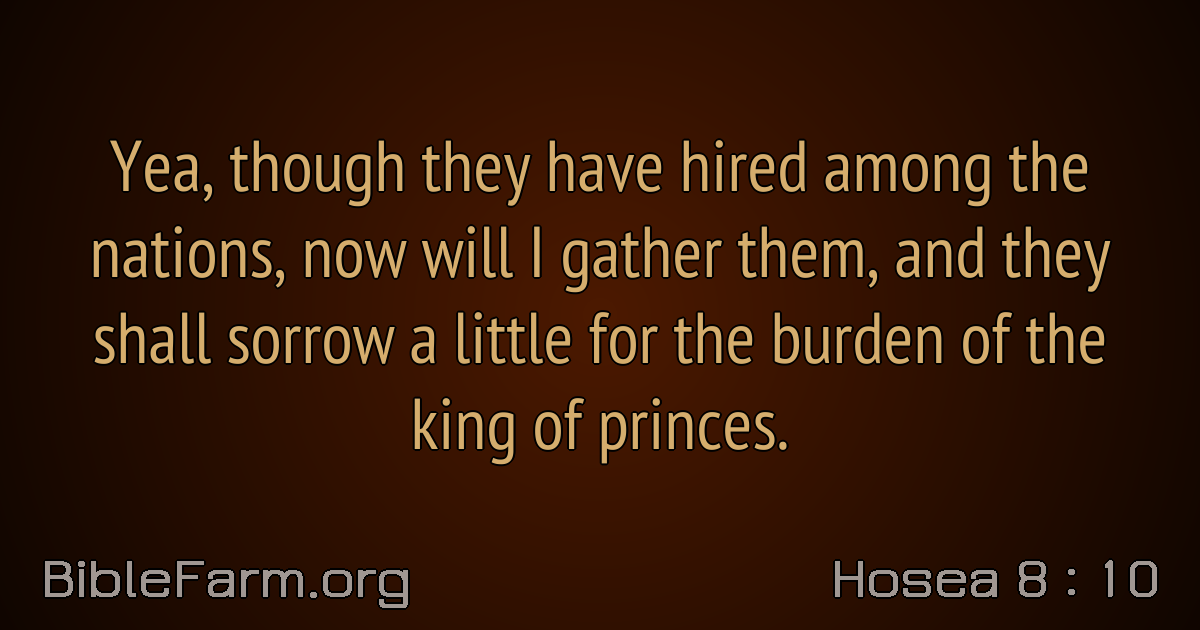 Yea, though they have hired among the
nations, now will I gather them, and they
shall sorrow a little for the burden of the
king of princes.
BibleFarm.org
Hosea 8 : 10